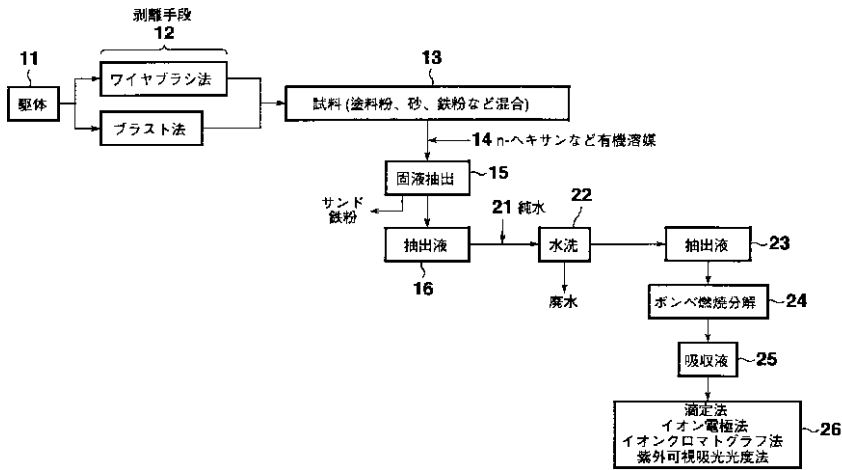 剥離手段
12
11
ワイヤブラシ法
13
駆体
試料(塗料粉、砂、鉄粉など混合)
ブラスト法
14 n-ヘキサンなど有機溶媒
固液抽出
15
サンド
鉄粉
21 純水
22
抽出液
水洗
抽出液
23
16
廃水
ボンベ燃焼分解
24
吸収液
25
滴定法
イオン電極法
イオンクロマトグラフ法
紫外可視吸光光度法
26